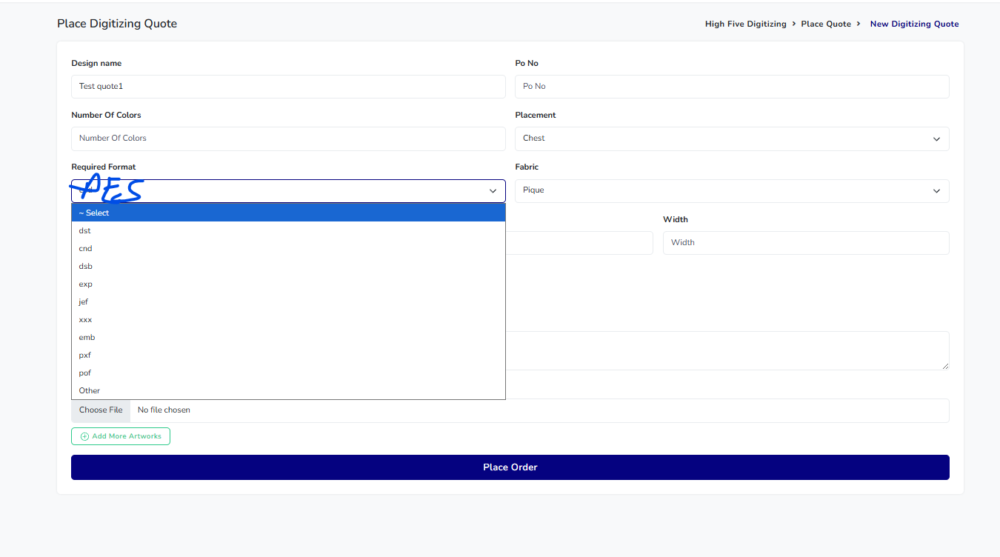 Place Digitizing Quote
High Five Digitizing > Place Quote > New Digitizing Quote
Design name
Po No
Test quote1
Po No
Number Of Colors
Placement
Number Of Colors
Chest
Required Format
Fabric
PES
Pique
~ Select
Width
dst
Width
cnd
dsb
exp
jef
xxx
emb
pxf
pof
Other
Choose File No file chosen
Add More Artworks
Place Order